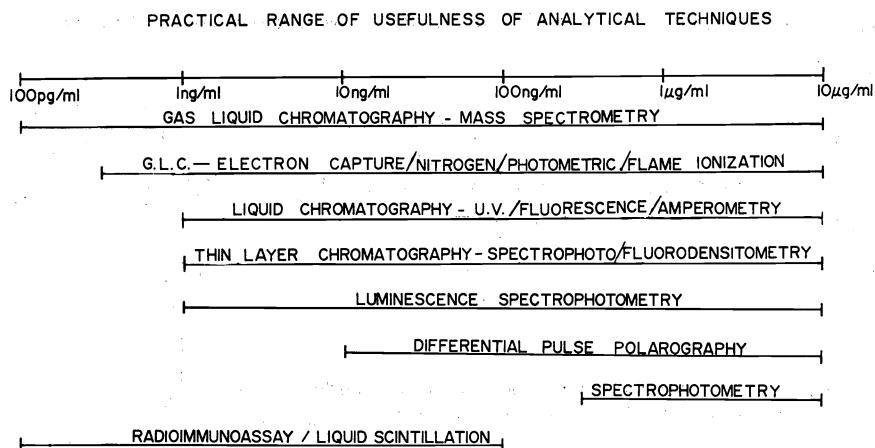 PRACTICAL RANGE OF USEFULNESS OF ANALYTICAL TECHNIQUES
100pg/ml 1ng/ml 10ng/ml 100ng/ml 1µg/ml 10µg/ml
GAS LIQUID CHROMATOGRAPHY - MASS SPECTROMETRY
G.L.C.— ELECTRON CAPTURE/NITROGEN/PHOTOMETRIC/FLAME IONIZATION
LIQUID CHROMATOGRAPHY - U.V./FLUORESCENCE/AMPEROMETRY
THIN LAYER CHROMATOGRAPHY-SPECTROPHOTO/FLUORODENSITOMETRY
LUMINESCENCE SPECTROPHOTOMETRY
DIFFERENTIAL PULSE POLAROGRAPHY
SPECTROPHOTOMETRY
RADIOIMMUNOASSAY / LIQUID SCINTILLATION